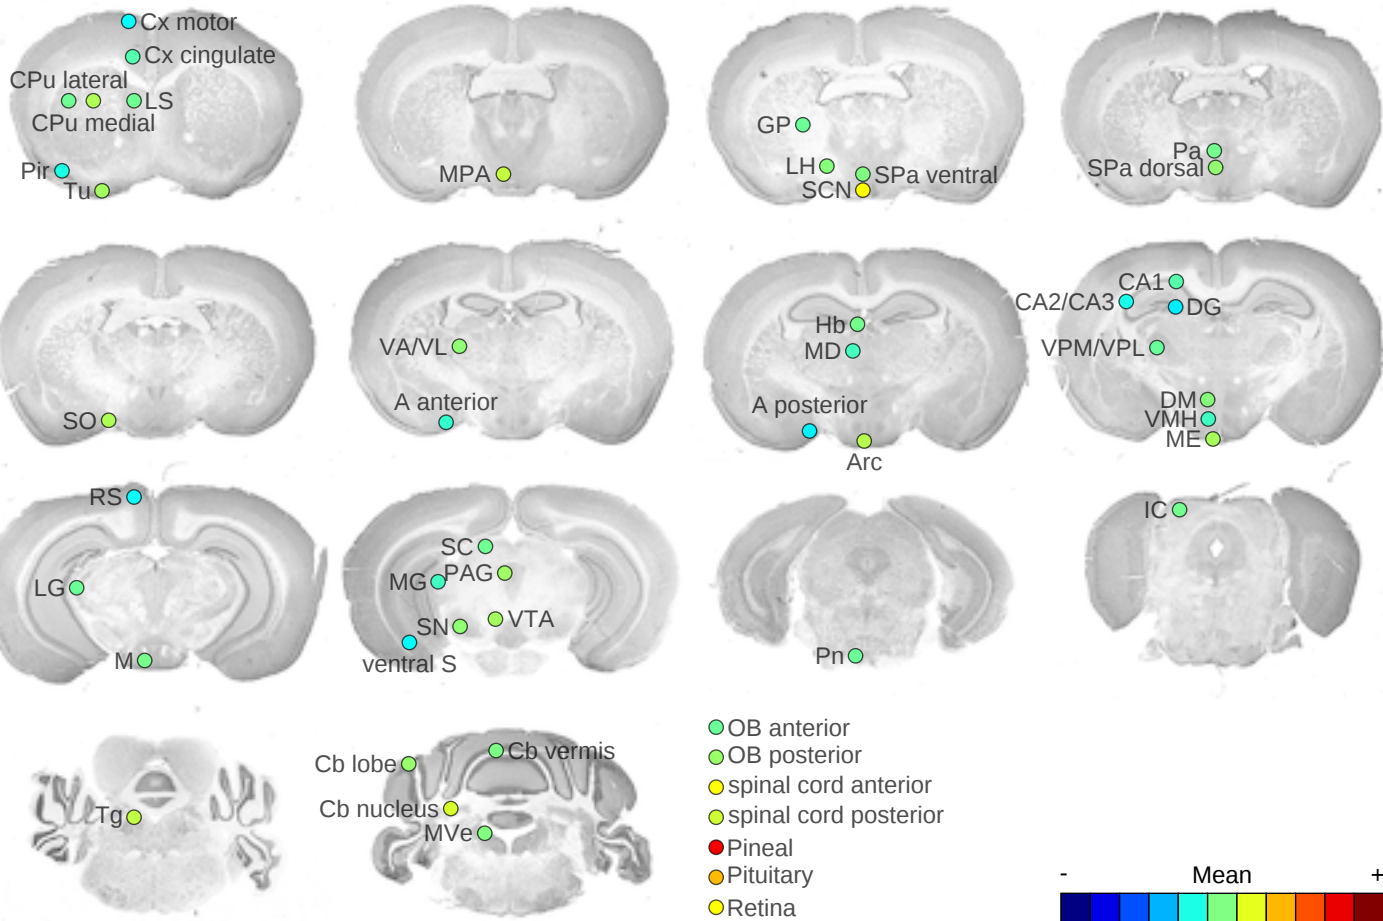 Cx motor
Cx cingulate
CPu lateral
LS
CPu medial
Pir
Tu
MPA
GP
LH
SPa ventral
SCN
Pa
SPa dorsal
SO
VA/VL
A anterior
Hb
MD
A posterior
Arc
CA1
CA2/CA3
DG
VPM/VPL
DM
VMH
ME
RS
LG
M
SC
MG
PAG
SN
VTA
ventral S
Pn
IC
Tg
Cb lobe
Cb vermis
Cb nucleus
MVe
OB anterior
OB posterior
spinal cord anterior
spinal cord posterior
Pineal
Pituitary
Retina
- Mean +